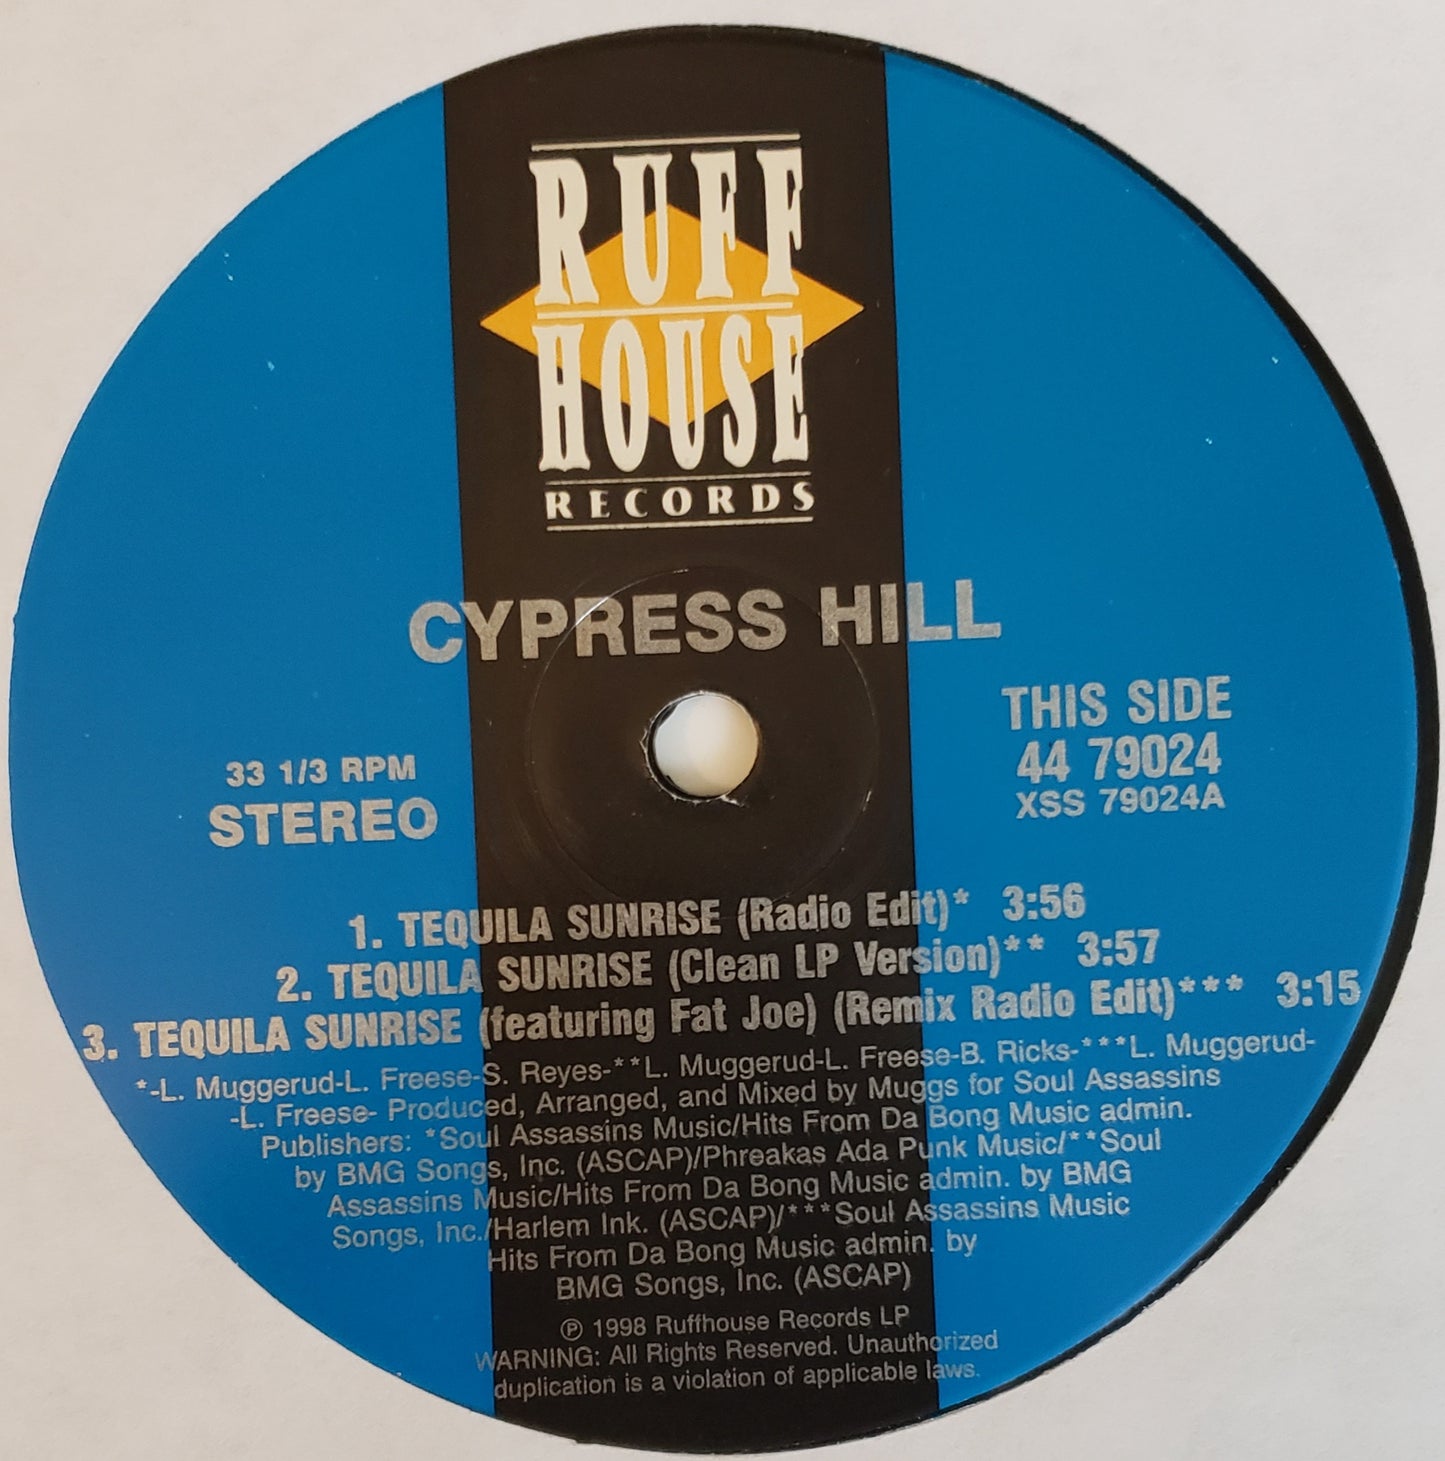 RUFF
HOUSE
RECORDS
CYPRESS HILL
THIS SIDE
44 79024
XSS 79024A
33 1/3 RPM
STEREO
1. TEQUILA SUNRISE (Radio Edit)* 3:56
2. TEQUILA SUNRISE (Clean LP Version)** 3:57
3. TEQUILA SUNRISE (featuring Fat Joe) (Remix Radio Edit)*** 3:15
*-L. Muggerud-L. Freese-S. Reyes-**L. Muggerud-L. Freese-B. Ricks-***L. Muggerud-
-L. Freese- Produced, Arranged, and Mixed by Muggs for Soul Assassins
Publishers: *Soul Assassins Music/Hits From Da Bong Music admin.
by BMG Songs, Inc. (ASCAP)/Phreakas Ada Punk Music/**Soul
Assassins Music/Hits From Da Bong Music admin. by BMG
Songs, Inc./Harlem Ink. (ASCAP)/***Soul Assassins Music
Hits From Da Bong Music admin. by
BMG Songs, Inc. (ASCAP)
℗ 1998 Ruffhouse Records LP
WARNING: All Rights Reserved. Unauthorized
duplication is a violation of applicable laws.